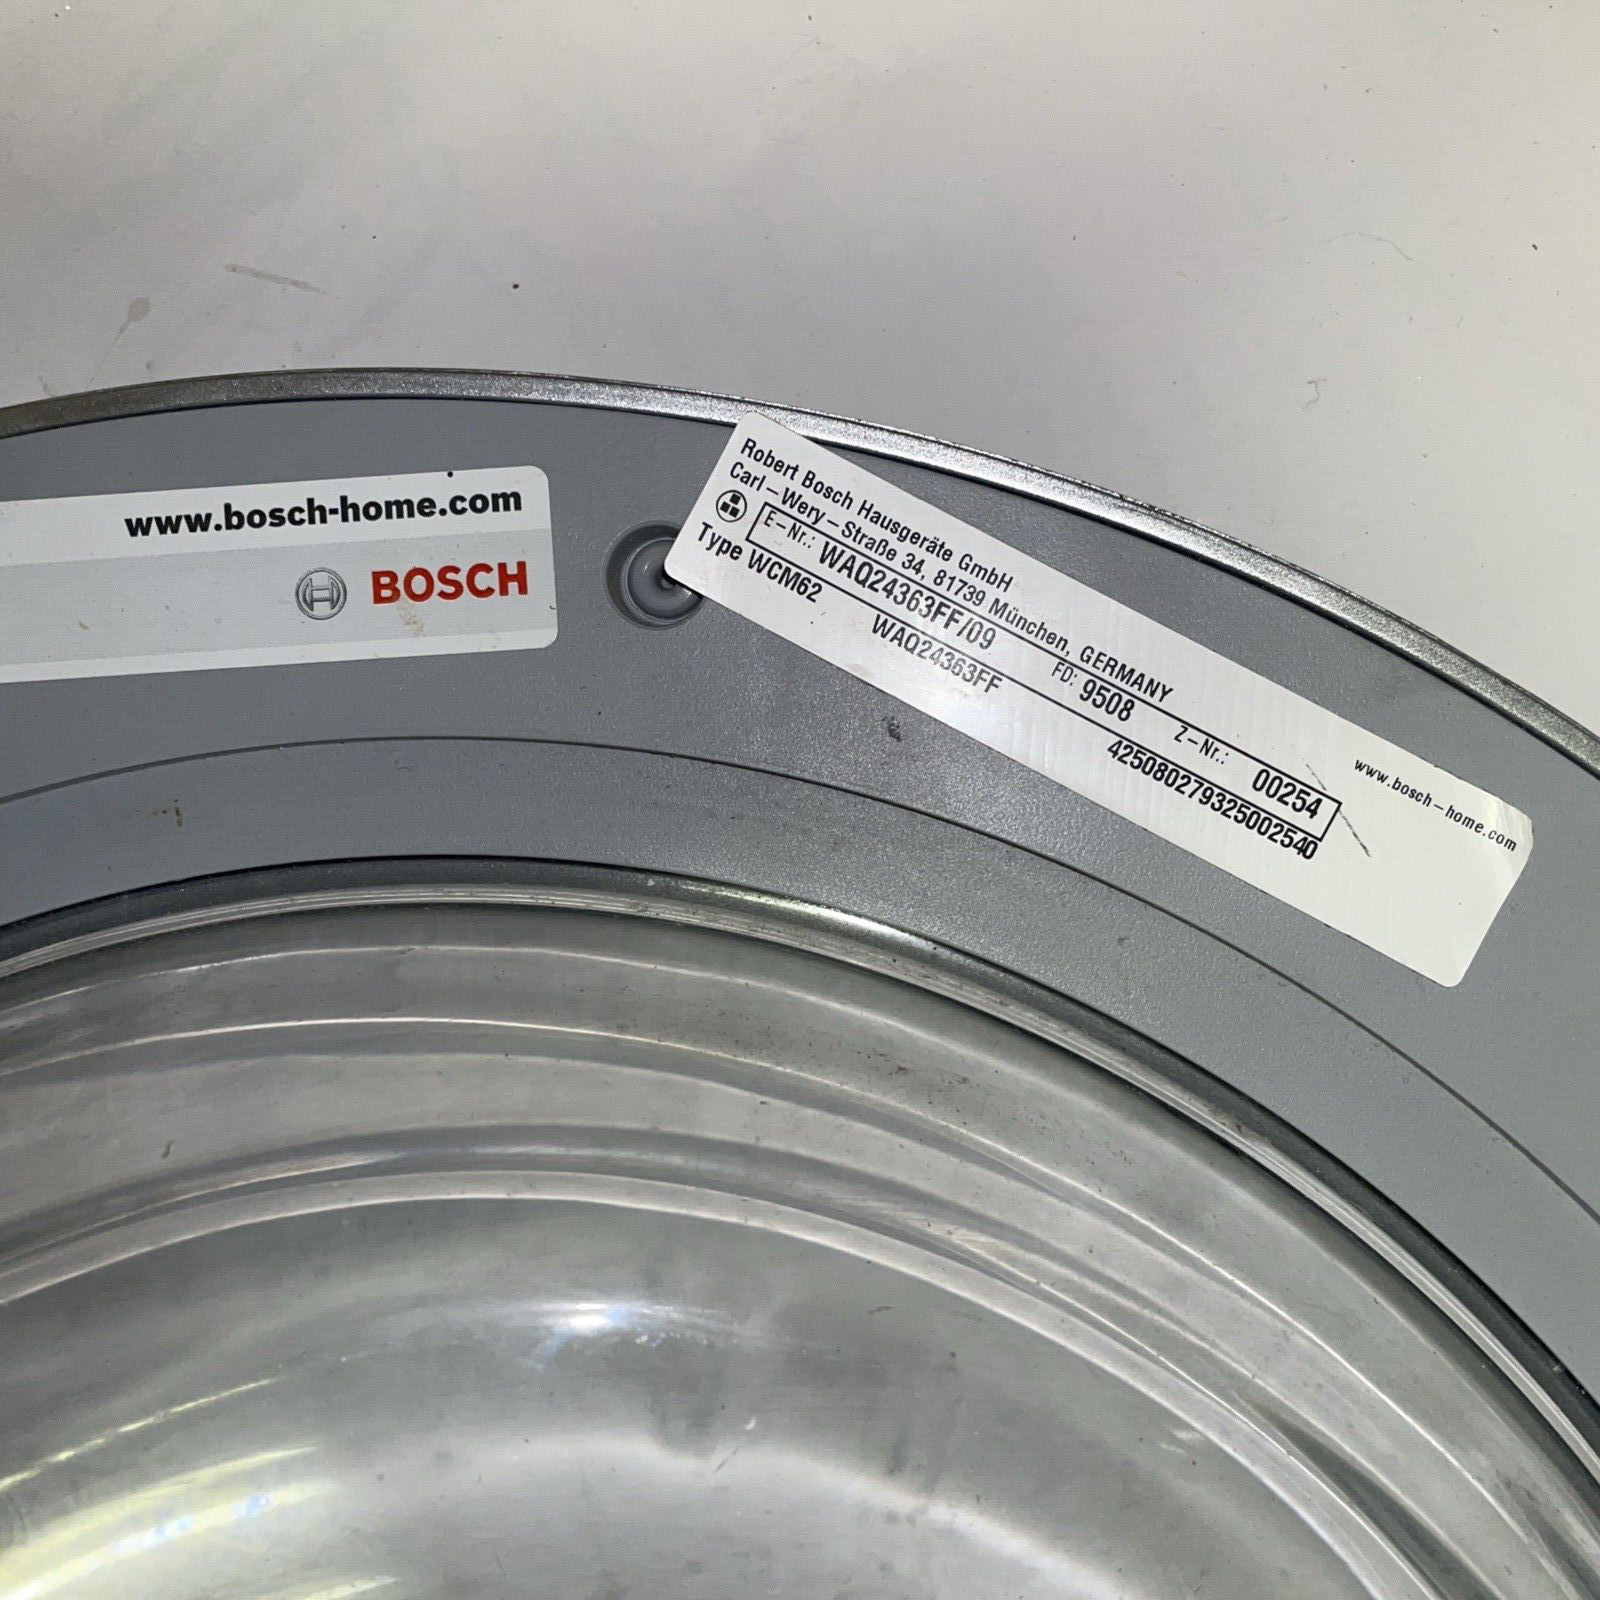 www.bosch-home.com
BOSCH
Robert Bosch Hausgeräte GmbH
Carl-Wery-Straße 34, 81739 München, GERMANY
www.bosch-home.com
E-Nr.: WAQ24363FF/09 FD: 9508 Z-Nr.: 00254
Type WCM62 WAQ24363FF 425080279325002540